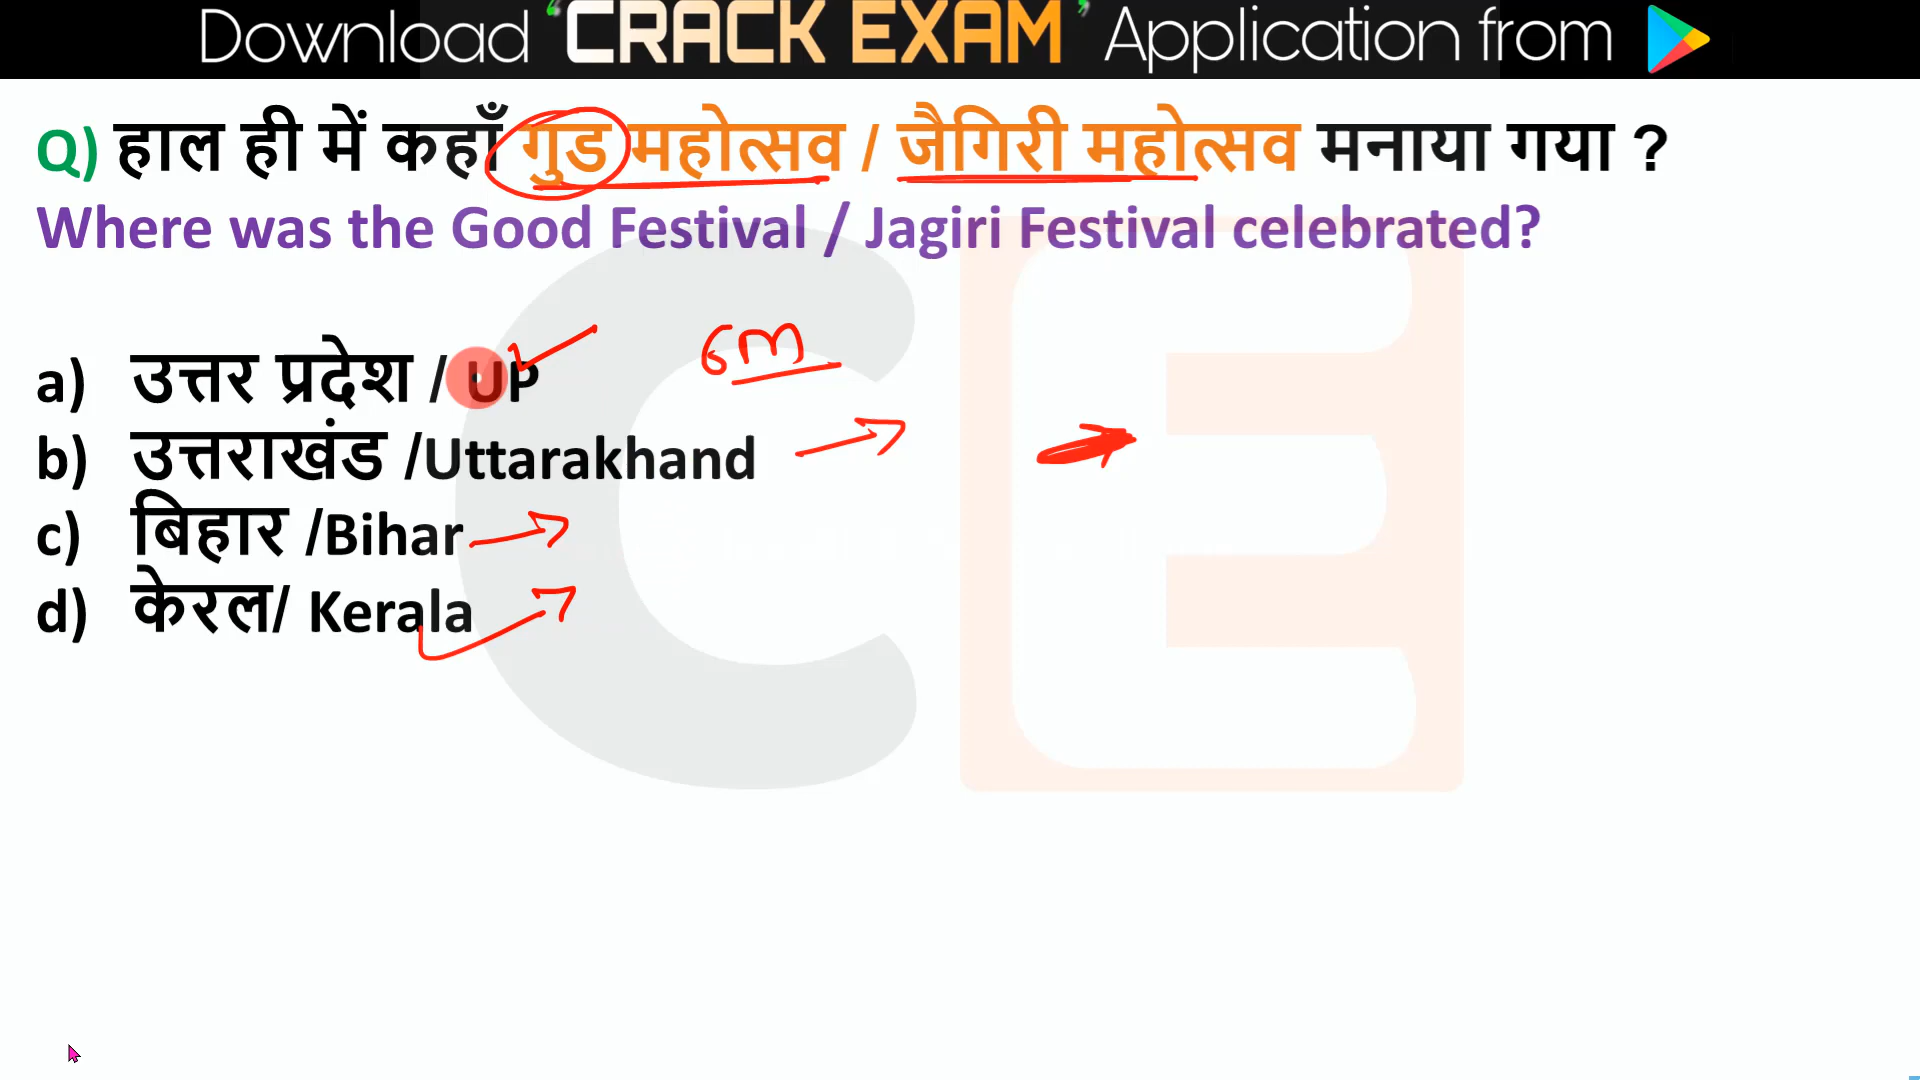 Download 'CRACK EXAM' Application from
Q) हाल ही में कहाँ गुड महोत्सव / जैगिरी महोत्सव मनाया गया ?
Where was the Good Festival / Jagiri Festival celebrated?
a) उत्तर प्रदेश / UP
b) उत्तराखंड /Uttarakhand
c) बिहार /Bihar
d) केरल/ Kerala